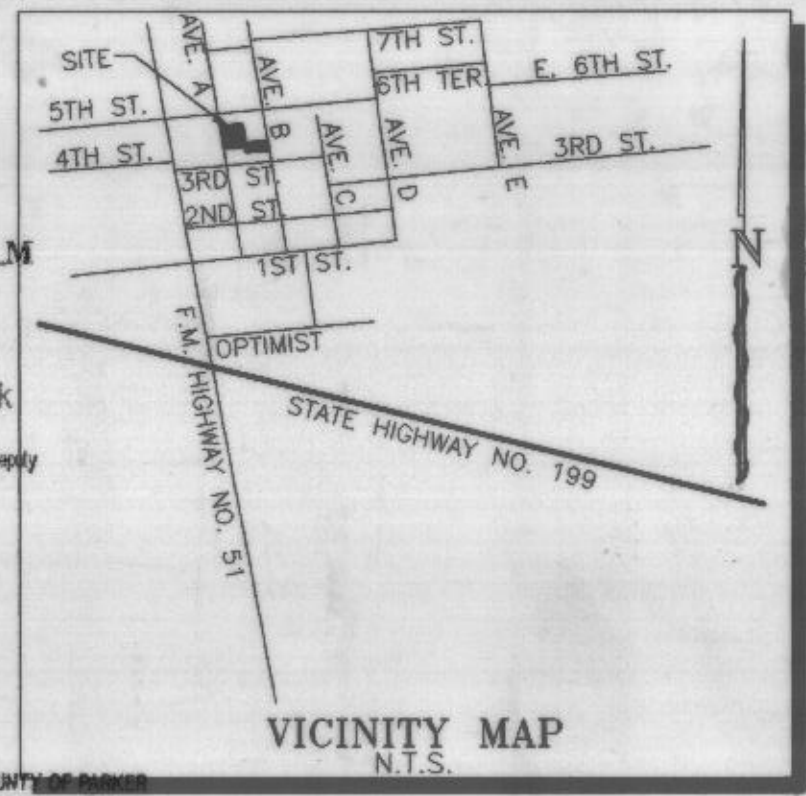 7TH ST.
SITE
AVE. A
AVE. B
6TH TER.
E. 6TH ST.
5TH ST.
4TH ST.
AVE. C
AVE. D
AVE. E
3RD ST.
3RD ST.
2ND ST.
N
M
1ST ST.
F.M. HIGHWAY NO. 51
OPTIMIST
k
STATE HIGHWAY NO. 199
eputy
VICINITY MAP
N.T.S.
UNTY OF PARKER